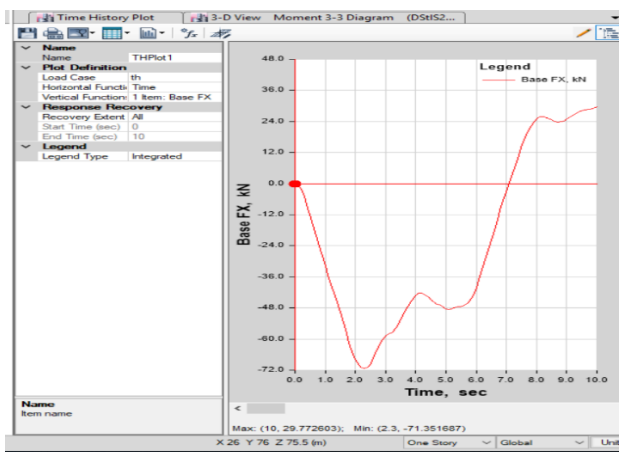 Time History Plot
3-D View Moment 3-3 Diagram (DStlS2...
Name
Name THPlot1
Plot Definition
Load Case th
Horizontal Functi Time
Vertical Function: 1 Item: Base FX
Response Recovery
Recovery Extent All
Start Time (sec) 0
End Time (sec) 10
Legend
Legend Type Integrated
Name
Item name
Legend
Base FX, kN
48.0
36.0
24.0
12.0
0.0
-12.0
-24.0
-36.0
-48.0
-60.0
-72.0
Base FX, kN
0.0 1.0 2.0 3.0 4.0 5.0 6.0 7.0 8.0 9.0 10.0
Time, sec
Max: (10, 29.772603); Min: (2.3, -71.351687)
X 26 Y 76 Z 75.5 (m) One Story Global Unit